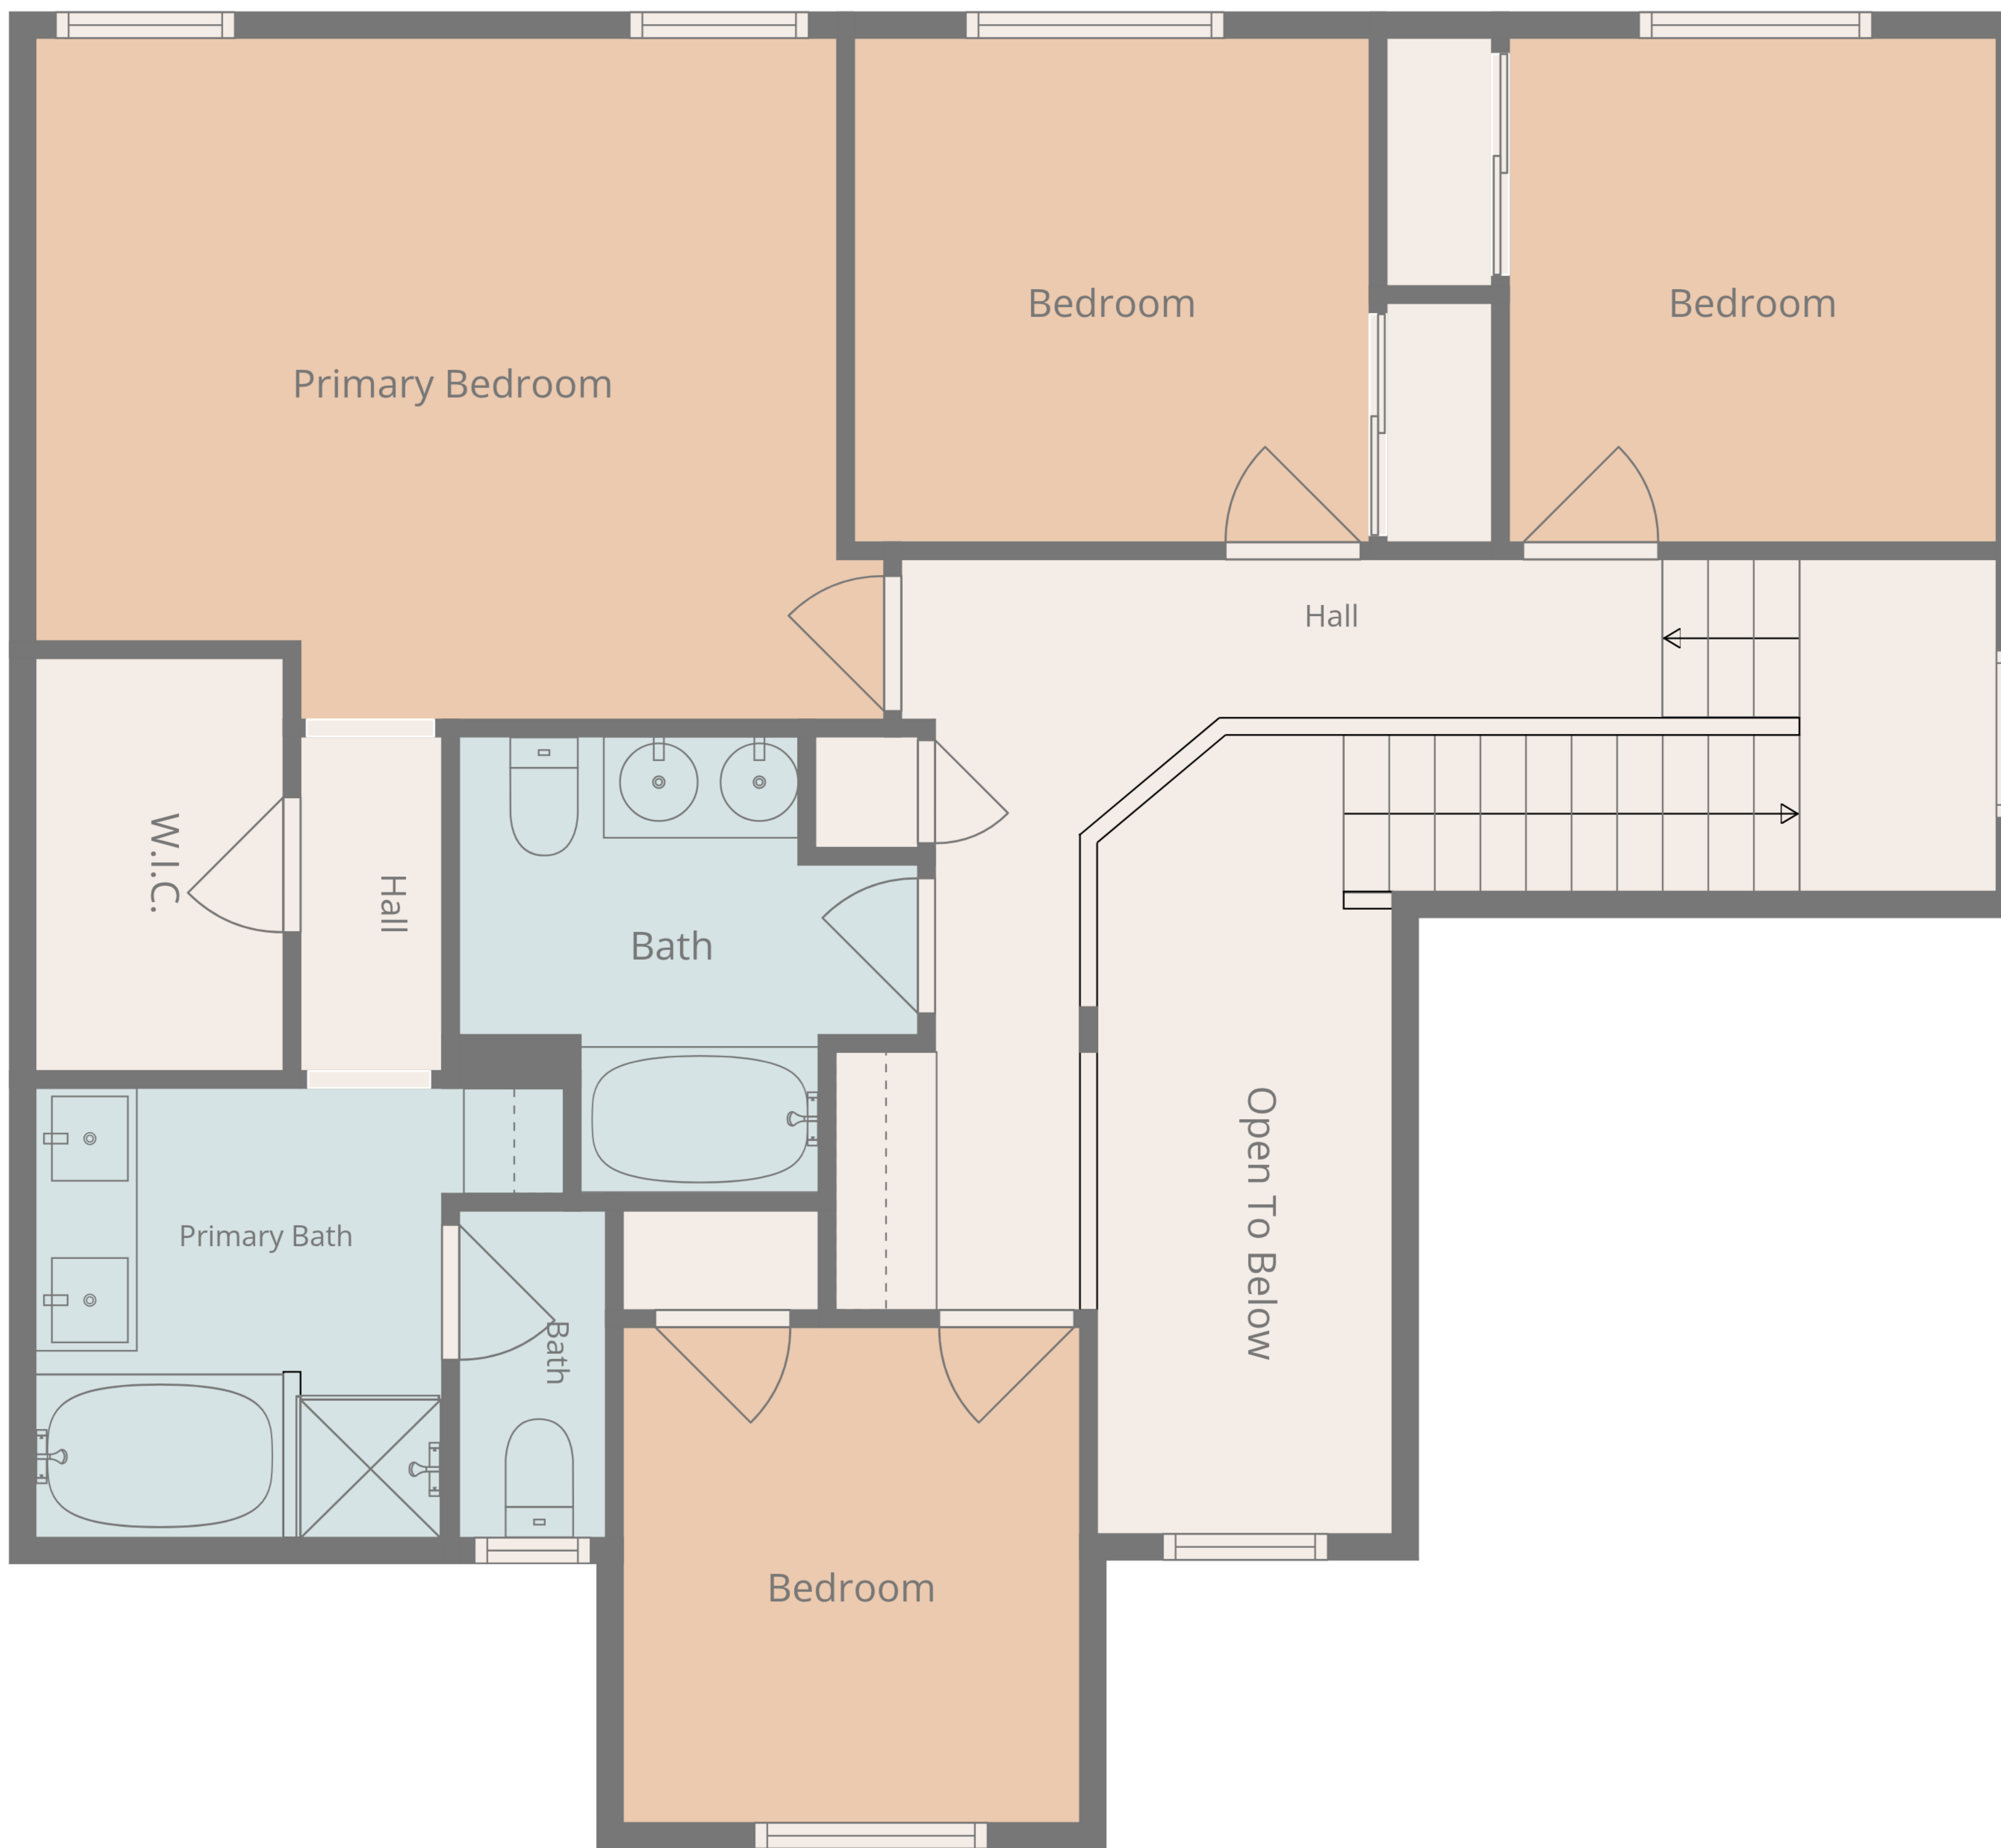 Bedroom
Bedroom
Primary Bedroom
Hall
W.I.C.
Hall
Bath
Open To Below
Primary Bath
Bath
Bedroom